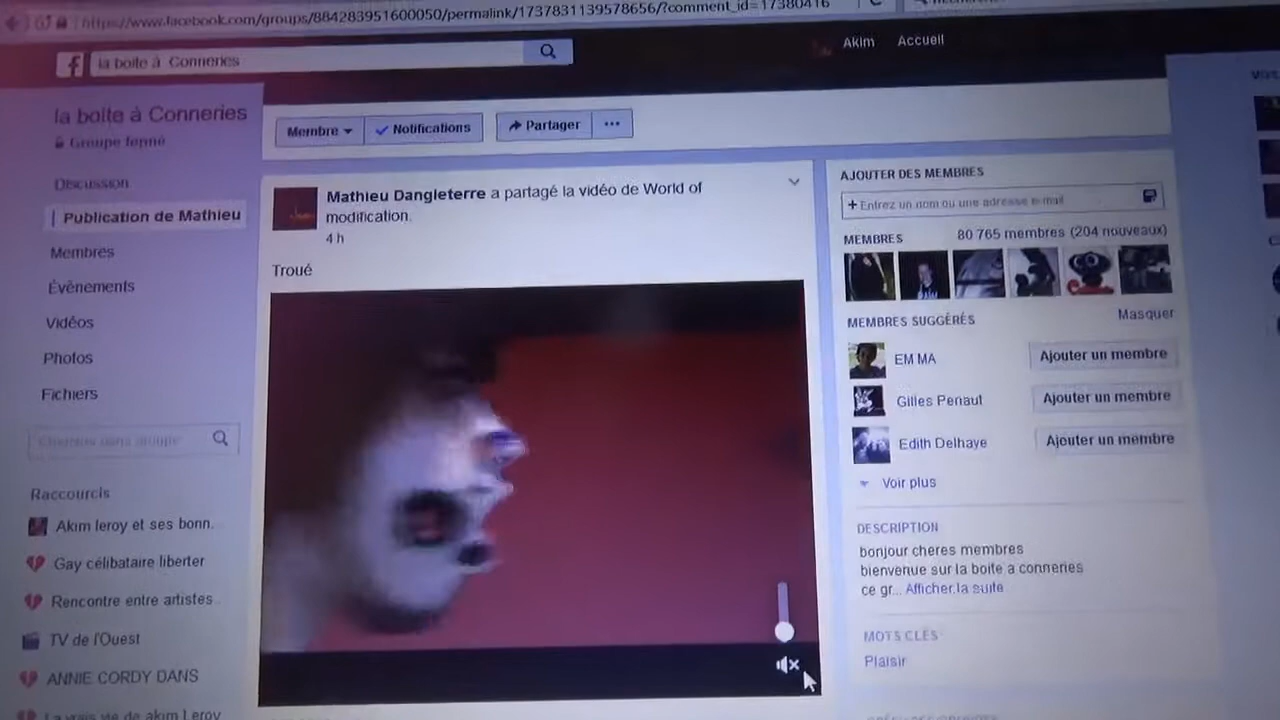 https://www.facebook.com/groups/884283951600050/permalink/1737831139578656/?comment_id=17380416
la boite à Conneries
Akim
Accueil
la boite à Conneries
Groupe fermé
Discussion
Publication de Mathieu
Membres
Évènements
Vidéos
Photos
Fichiers
Raccourcis
Akim leroy et ses bonn.
Gay célibataire liberter
Rencontre entre artistes
TV de l'Ouest
ANNIE CORDY DANS
La vrais vie de akim Leroy
Membre
Notifications
Partager
Mathieu Dangleterre a partagé la vidéo de World of
modification.
4 h
Troué
AJOUTER DES MEMBRES
+ Entrez un nom ou une adresse e-mail
MEMBRES
80 765 membres (204 nouveaux)
MEMBRES SUGGÉRÉS
Masquer
EM MA
Ajouter un membre
Gilles Penaut
Ajouter un membre
Edith Delhaye
Ajouter un membre
Voir plus
DESCRIPTION
bonjour cheres membres
bienvenue sur la boite a conneries
ce gr... Afficher la suite
MOTS CLÉS
Plaisir